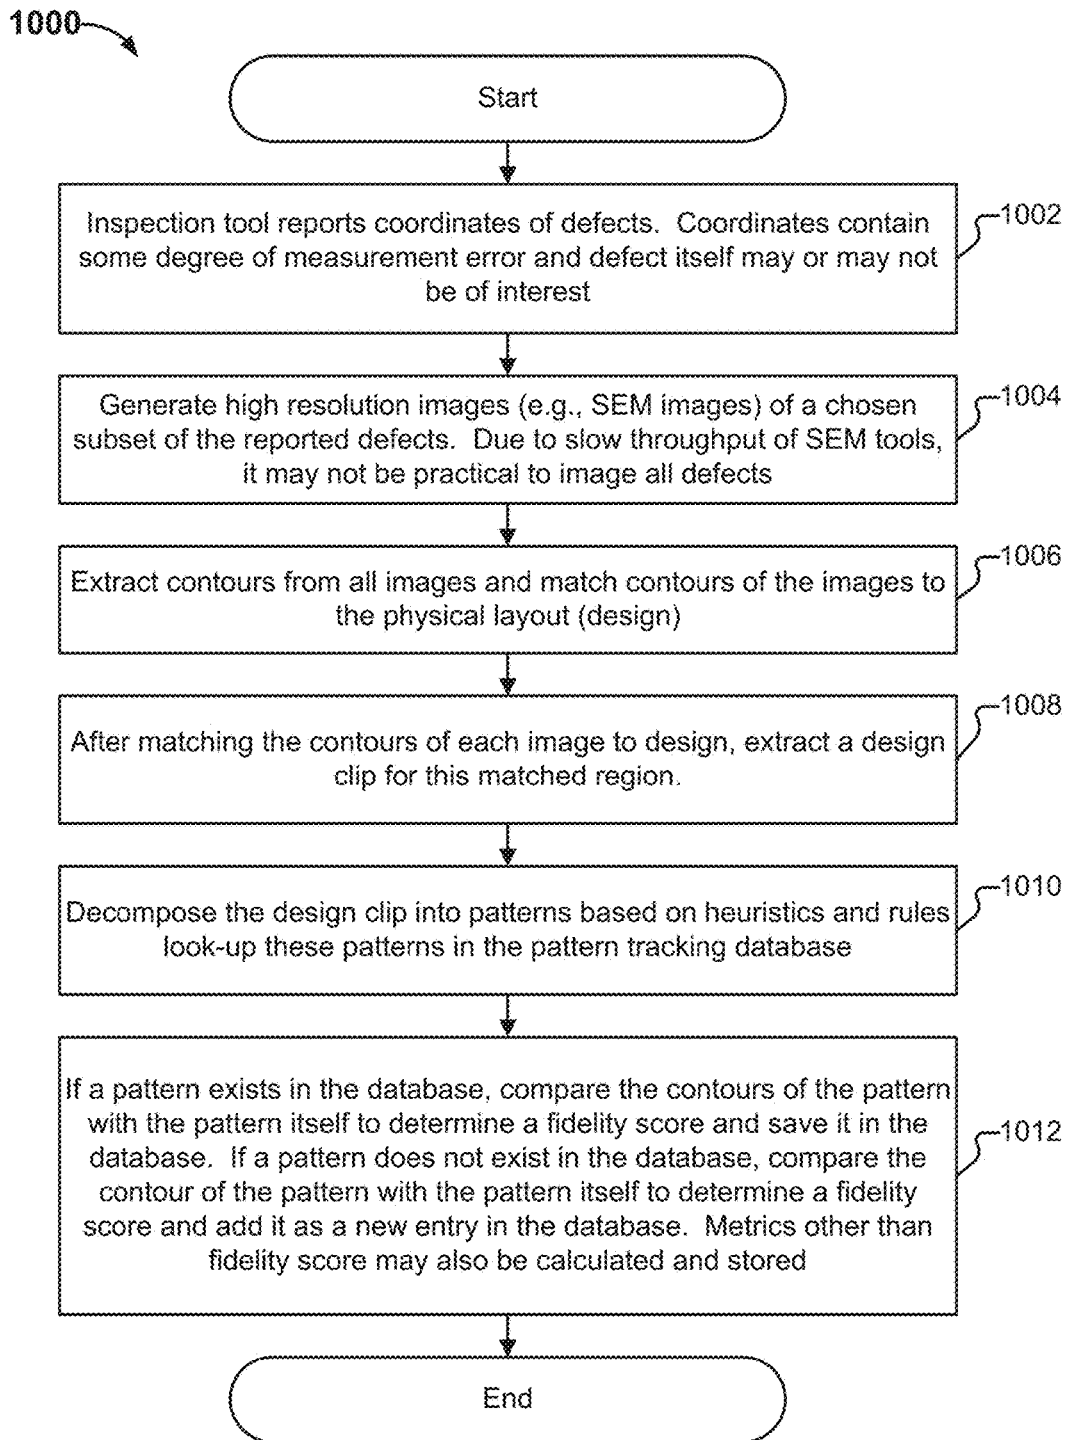 1000
Start
Inspection tool reports coordinates of defects.  Coordinates contain
some degree of measurement error and defect itself may or may not
be of interest
1002
Generate high resolution images (e.g., SEM images) of a chosen
subset of the reported defects.  Due to slow throughput of SEM tools,
it may not be practical to image all defects
1004
Extract contours from all images and match contours of the images to
the physical layout (design)
1006
After matching the contours of each image to design, extract a design
clip for this matched region.
1008
Decompose the design clip into patterns based on heuristics and rules
look-up these patterns in the pattern tracking database
1010
If a pattern exists in the database, compare the contours of the pattern
with the pattern itself to determine a fidelity score and save it in the
database.  If a pattern does not exist in the database, compare the
contour of the pattern with the pattern itself to determine a fidelity
score and add it as a new entry in the database.  Metrics other than
fidelity score may also be calculated and stored
1012
End